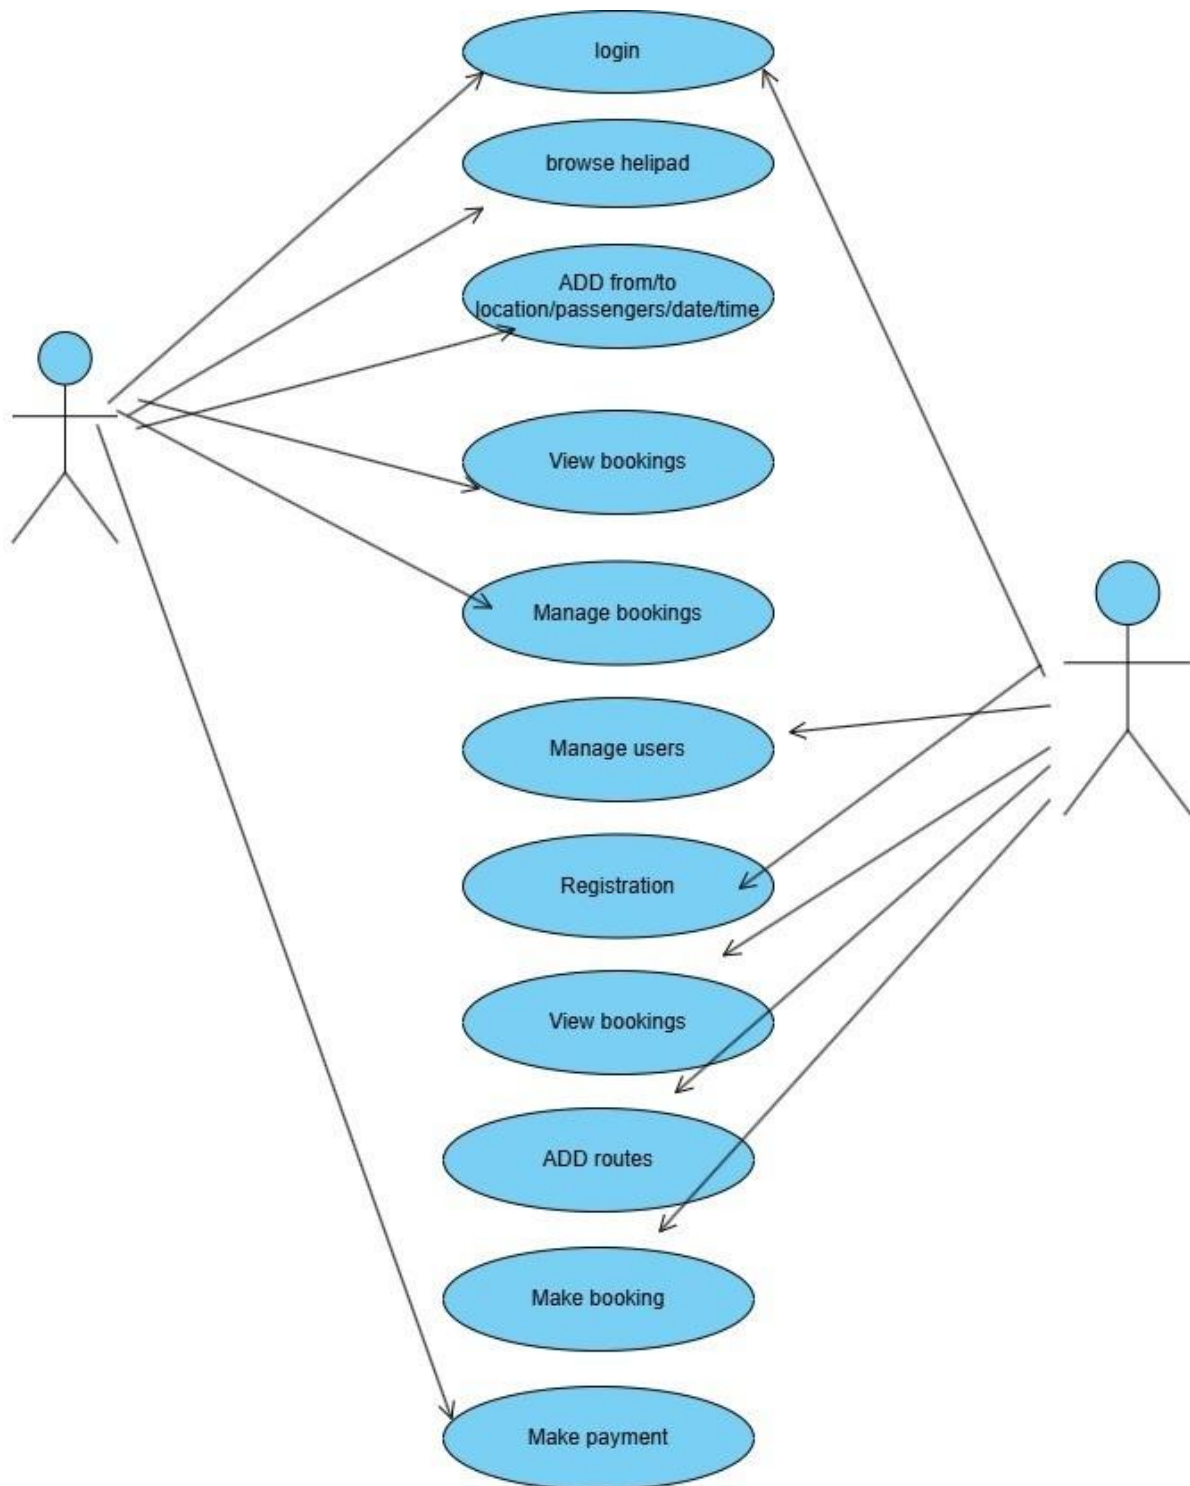 login
browse helipad
ADD from/to
location/passengers/date/time
View bookings
Manage bookings
Manage users
Registration
View bookings
ADD routes
Make booking
Make payment